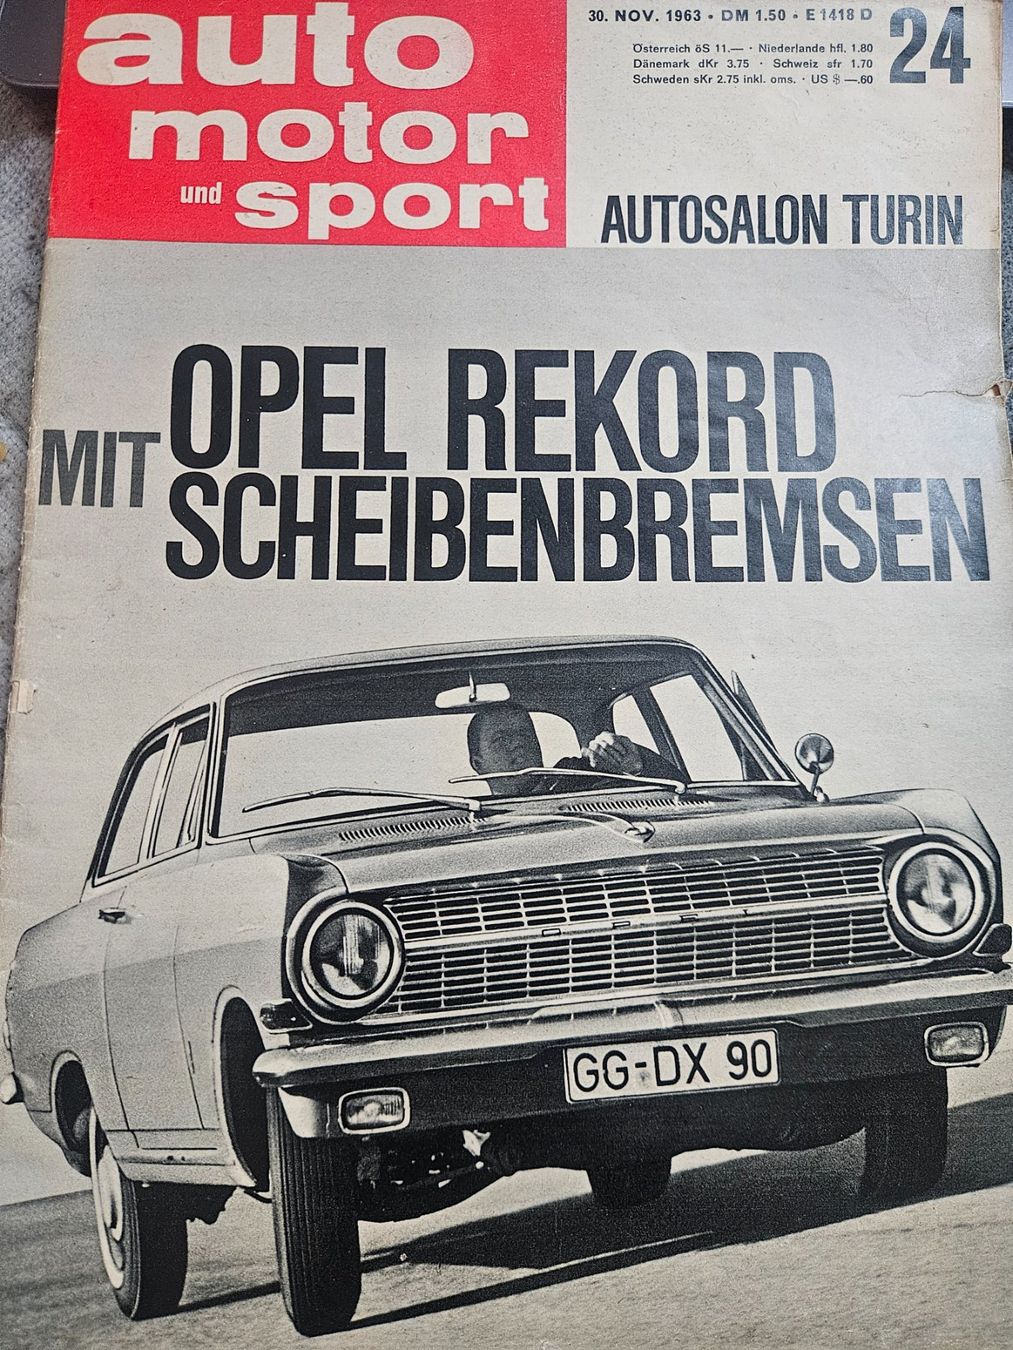 auto
motor
und sport
30. NOV. 1963 • DM 1.50 • E 1418 D
Österreich öS 11.— · Niederlande hfl. 1.80
Dänemark dKr 3.75 · Schweiz sfr 1.70
Schweden sKr 2.75 inkl. oms. · US $ —.60
24
AUTOSALON TURIN
OPEL REKORD
MIT SCHEIBENBREMSEN
OPEL
GG-DX 90